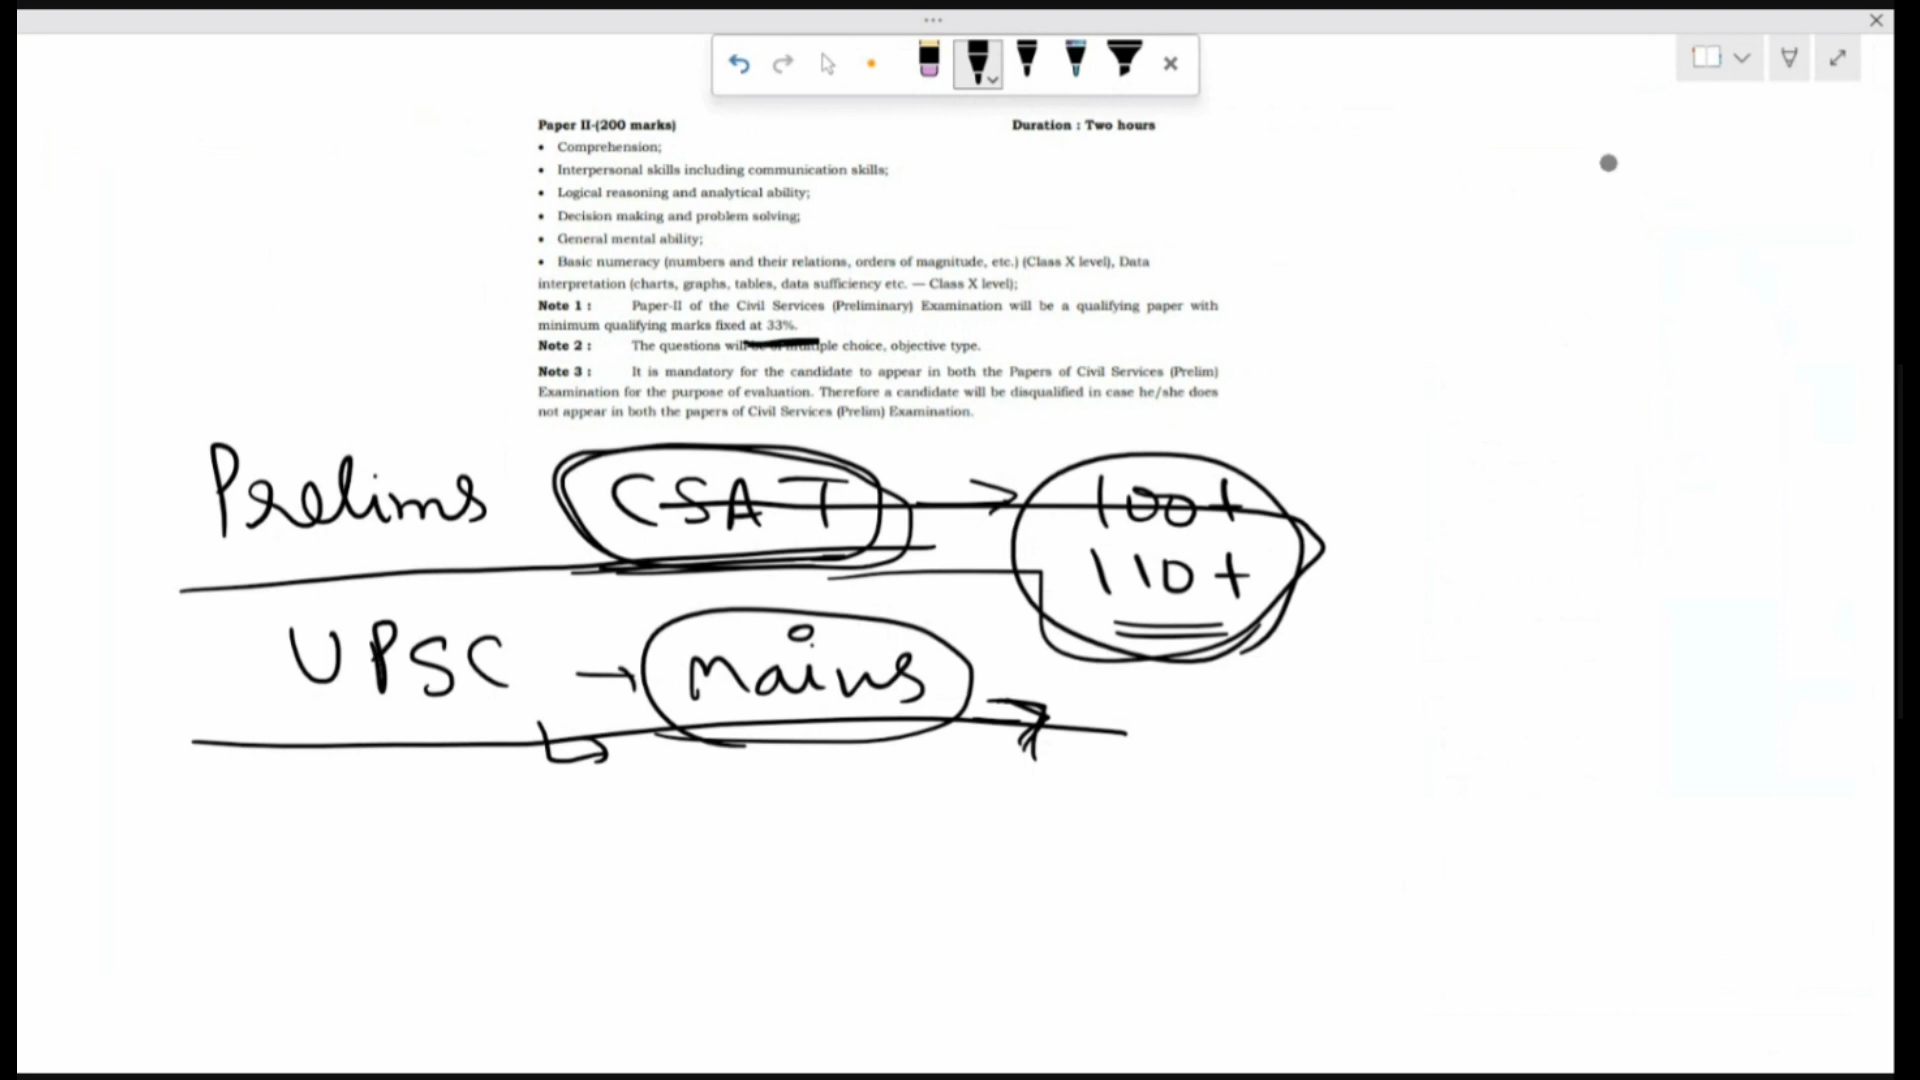 Paper II-(200 marks) Duration : Two hours
• Comprehension;
• Interpersonal skills including communication skills;
• Logical reasoning and analytical ability;
• Decision making and problem solving;
• General mental ability;
• Basic numeracy (numbers and their relations, orders of magnitude, etc.) (Class X level), Data
interpretation (charts, graphs, tables, data sufficiency etc. — Class X level);
Note 1 : Paper-II of the Civil Services (Preliminary) Examination will be a qualifying paper with
minimum qualifying marks fixed at 33%.
Note 2 : The questions will be of multiple choice, objective type.
Note 3 : It is mandatory for the candidate to appear in both the Papers of Civil Services (Prelim)
Examination for the purpose of evaluation. Therefore a candidate will be disqualified in case he/she does
not appear in both the papers of Civil Services (Prelim) Examination.
Prelims CSAT → 100+
110+
UPSC → Mains